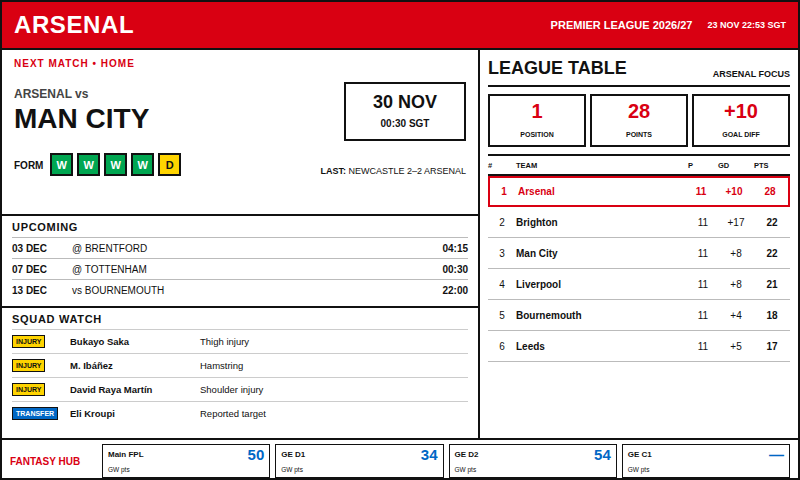 ARSENAL
PREMIER LEAGUE 2026/27 23 NOV 22:53 SGT
NEXT MATCH • HOME
ARSENAL vs
MAN CITY
30 NOV
00:30 SGT
FORM W W W W D
LAST: NEWCASTLE 2–2 ARSENAL
UPCOMING
03 DEC @ BRENTFORD 04:15
07 DEC @ TOTTENHAM 00:30
13 DEC vs BOURNEMOUTH 22:00
SQUAD WATCH
INJURY Bukayo Saka Thigh injury
INJURY M. Ibáñez Hamstring
INJURY David Raya Martín Shoulder injury
TRANSFER Eli Kroupi Reported target
LEAGUE TABLE ARSENAL FOCUS
1 28 +10
POSITION POINTS GOAL DIFF
# TEAM P GD PTS
1 Arsenal 11 +10 28
2 Brighton 11 +17 22
3 Man City 11 +8 22
4 Liverpool 11 +8 21
5 Bournemouth 11 +4 18
6 Leeds 11 +5 17
FANTASY HUB
Main FPL 50
GW pts
GE D1 34
GW pts
GE D2 54
GW pts
GE C1 —
GW pts